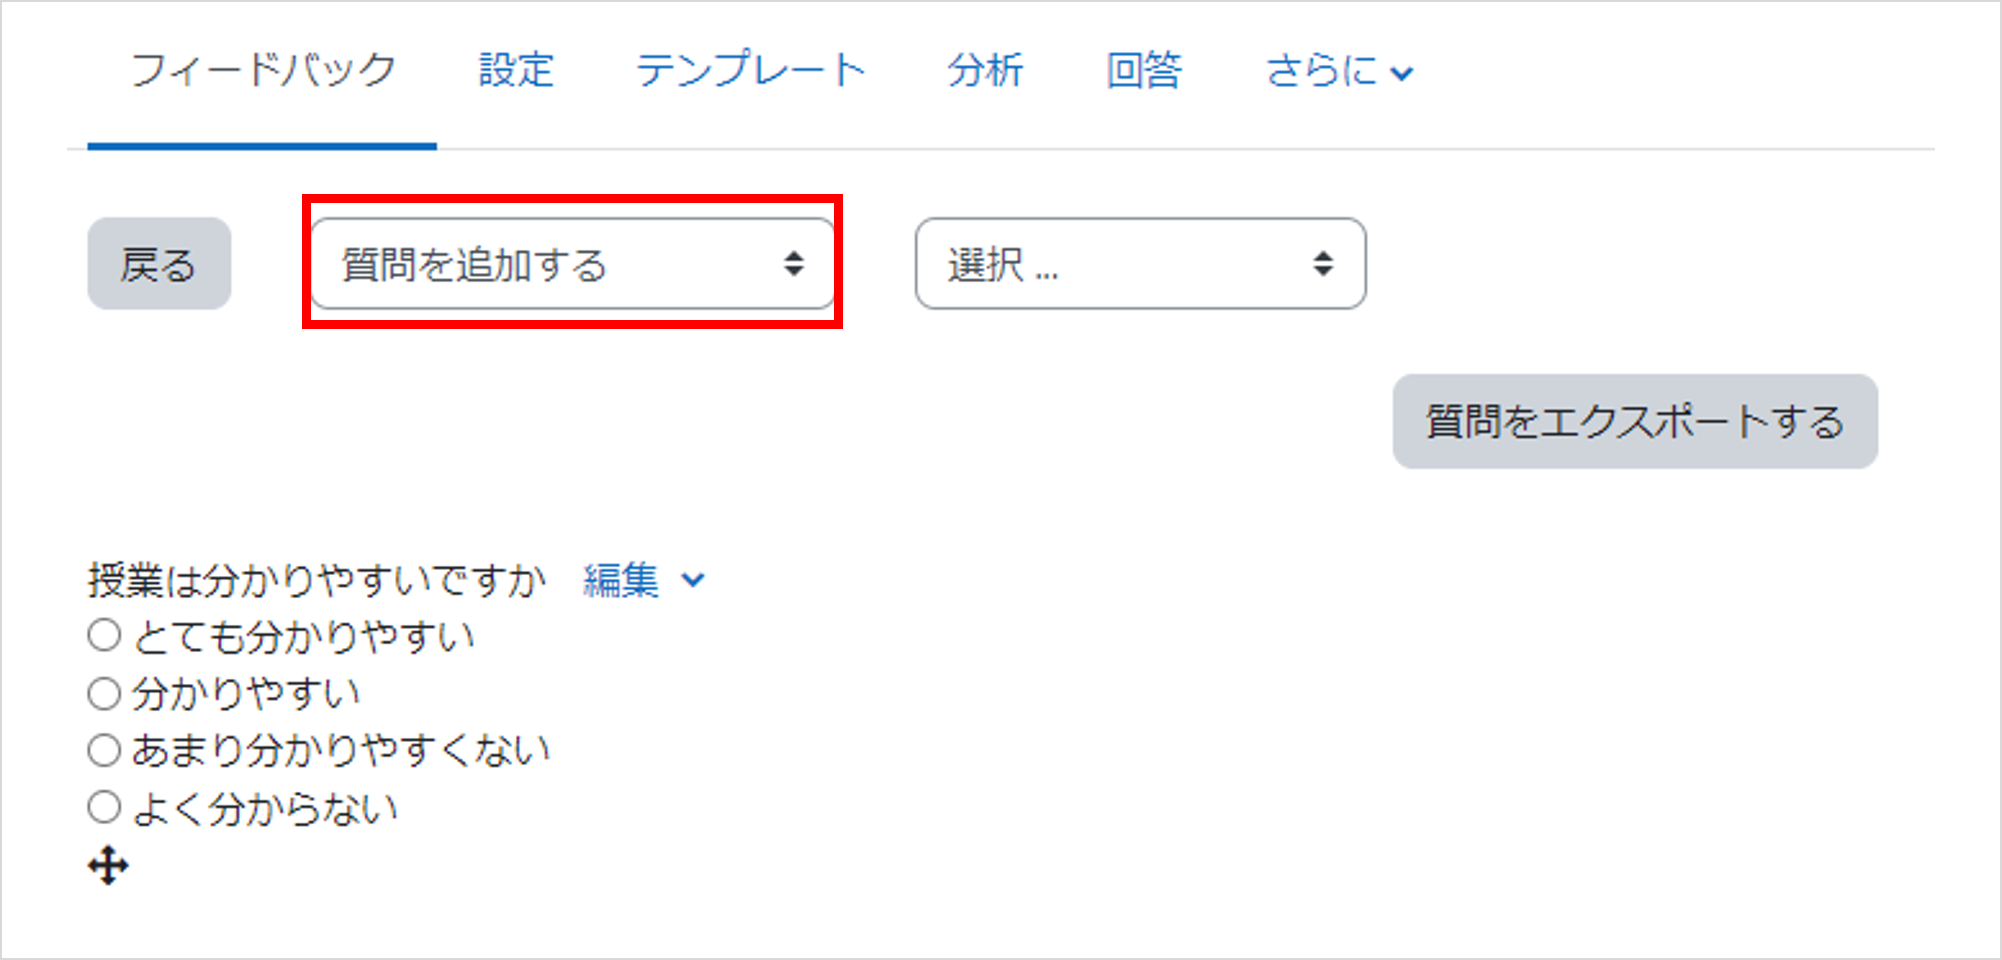 フィードバック 設定 テンプレート 分析 回答 さらに
戻る 質問を追加する 選択 ...
質問をエクスポートする
授業は分かりやすいですか 編集
とても分かりやすい
分かりやすい
あまり分かりやすくない
よく分からない